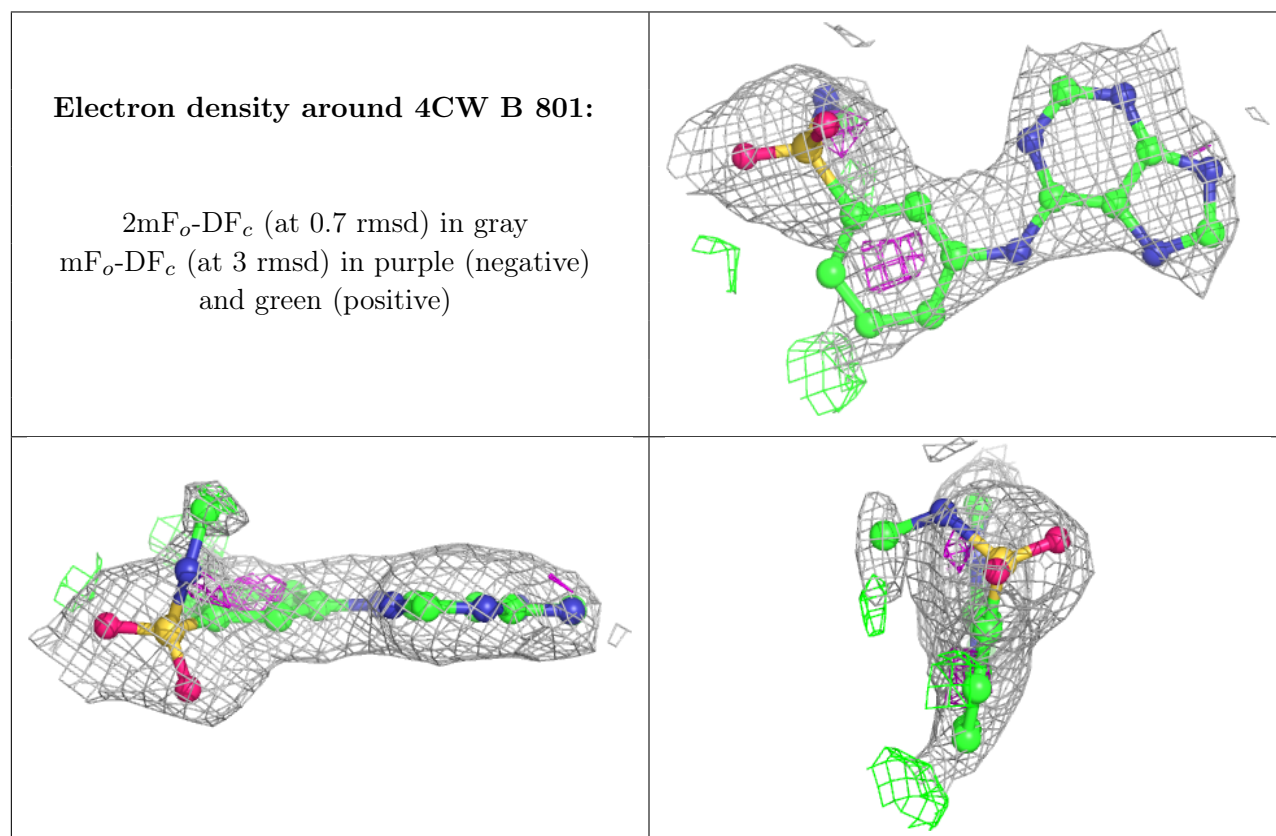 Electron density around 4CW B 801:
2mFo-DFc (at 0.7 rmsd) in gray
mFo-DFc (at 3 rmsd) in purple (negative)
and green (positive)